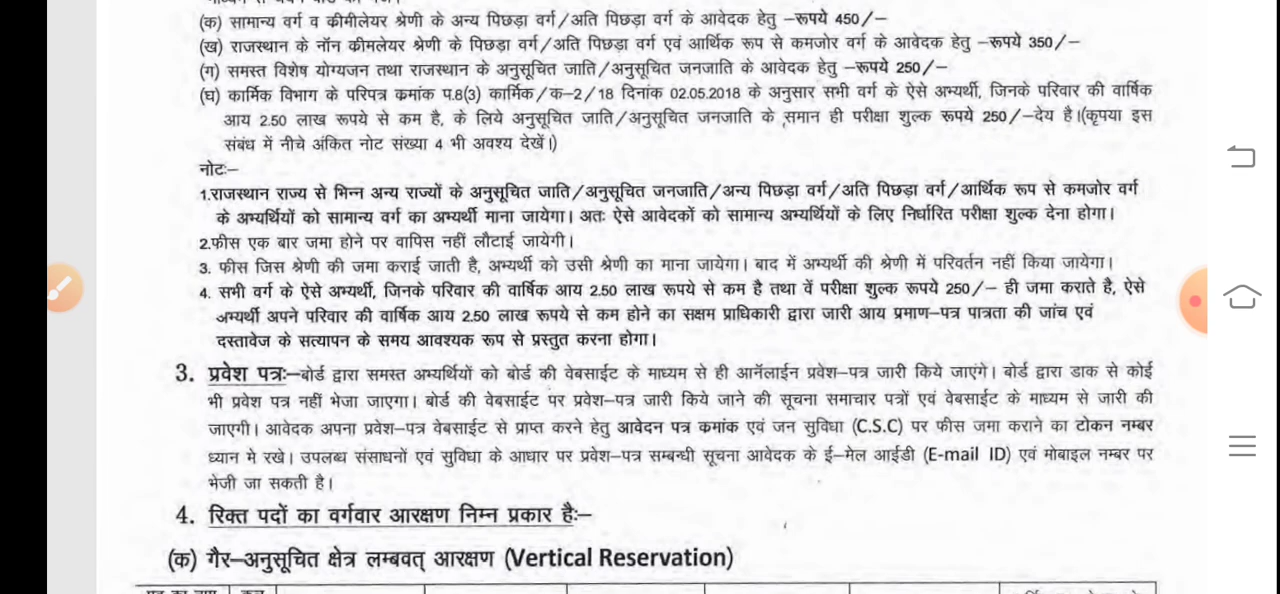 (क) सामान्य वर्ग व क्रीमीलेयर श्रेणी के अन्य पिछड़ा वर्ग/अति पिछड़ा वर्ग के आवेदक हेतु –रूपये 450/–
(ख) राजस्थान के नॉन क्रीमलेयर श्रेणी के पिछड़ा वर्ग/अति पिछड़ा वर्ग एवं आर्थिक रूप से कमजोर वर्ग के आवेदक हेतु –रूपये 350/–
(ग) समस्त विशेष योग्यजन तथा राजस्थान के अनुसूचित जाति/अनुसूचित जनजाति के आवेदक हेतु –रूपये 250/–
(घ) कार्मिक विभाग के परिपत्र क्रमांक प.8(3) कार्मिक/क–2/18 दिनांक 02.05.2018 के अनुसार सभी वर्ग के ऐसे अभ्यर्थी, जिनके परिवार की वार्षिक
आय 2.50 लाख रूपये से कम है, के लिये अनुसूचित जाति/अनुसूचित जनजाति के समान ही परीक्षा शुल्क रूपये 250/–देय है।(कृपया इस
संबंध में नीचे अंकित नोट संख्या 4 भी अवश्य देखें।)
नोटः–
1.राजस्थान राज्य से भिन्न अन्य राज्यों के अनुसूचित जाति/अनुसूचित जनजाति/अन्य पिछड़ा वर्ग/अति पिछड़ा वर्ग/आर्थिक रूप से कमजोर वर्ग
के अभ्यर्थियों को सामान्य वर्ग का अभ्यर्थी माना जायेगा। अतः ऐसे आवेदकों को सामान्य अभ्यर्थियों के लिए निर्धारित परीक्षा शुल्क देना होगा।
2.फीस एक बार जमा होने पर वापिस नहीं लौटाई जायेगी।
3. फीस जिस श्रेणी की जमा कराई जाती है, अभ्यर्थी को उसी श्रेणी का माना जायेगा। बाद में अभ्यर्थी की श्रेणी में परिवर्तन नहीं किया जायेगा।
4. सभी वर्ग के ऐसे अभ्यर्थी, जिनके परिवार की वार्षिक आय 2.50 लाख रूपये से कम है तथा वें परीक्षा शुल्क रूपये 250/– ही जमा कराते है, ऐसे
अभ्यर्थी अपने परिवार की वार्षिक आय 2.50 लाख रूपये से कम होने का सक्षम प्राधिकारी द्वारा जारी आय प्रमाण–पत्र पात्रता की जांच एवं
दस्तावेज के सत्यापन के समय आवश्यक रूप से प्रस्तुत करना होगा।
3. प्रवेश पत्रः–बोर्ड द्वारा समस्त अभ्यर्थियों को बोर्ड की वेबसाईट के माध्यम से ही आनॅलाईन प्रवेश–पत्र जारी किये जाएंगे। बोर्ड द्वारा डाक से कोई
भी प्रवेश पत्र नहीं भेजा जाएगा। बोर्ड की वेबसाईट पर प्रवेश–पत्र जारी किये जाने की सूचना समाचार पत्रों एवं वेबसाईट के माध्यम से जारी की
जाएगी। आवेदक अपना प्रवेश–पत्र वेबसाईट से प्राप्त करने हेतु आवेदन पत्र क्रमांक एवं जन सुविधा (C.S.C) पर फीस जमा कराने का टोकन नम्बर
ध्यान मे रखे। उपलब्ध संसाधनों एवं सुविधा के आधार पर प्रवेश–पत्र सम्बन्धी सूचना आवेदक के ई–मेल आईडी (E-mail ID) एवं मोबाइल नम्बर पर
भेजी जा सकती है।
4. रिक्त पदों का वर्गवार आरक्षण निम्न प्रकार हैः–
(क) गैर–अनुसूचित क्षेत्र लम्बवत् आरक्षण (Vertical Reservation)